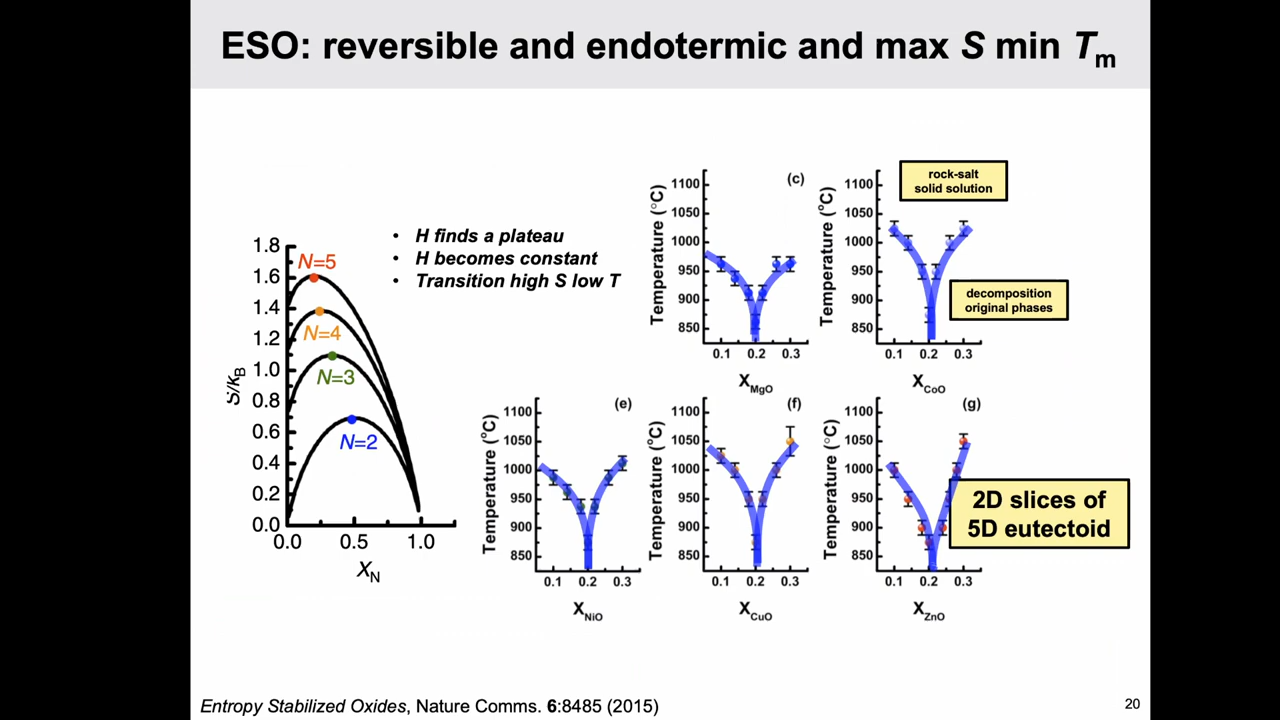 ESO: reversible and endotermic and max S min Tm
• H finds a plateau
• H becomes constant
• Transition high S low T
S/kB
1.8
1.6
1.4
1.2
1.0
0.8
0.6
0.4
0.2
0.0
N=5
N=4
N=3
N=2
0.0 0.5 1.0
XN
(c)
Temperature (°C)
1100
1050
1000
950
900
850
0.1 0.2 0.3
XMgO
Temperature (°C)
1100
1050
1000
950
900
850
rock-salt
solid solution
decomposition
original phases
0.1 0.2 0.3
XCoO
(e)
Temperature (°C)
1100
1050
1000
950
900
850
0.1 0.2 0.3
XNiO
(f)
Temperature (°C)
1100
1050
1000
950
900
850
0.1 0.2 0.3
XCuO
(g)
Temperature (°C)
1100
1050
1000
950
900
850
0.1 0.2 0.3
XZnO
2D slices of
5D eutectoid
Entropy Stabilized Oxides, Nature Comms. 6:8485 (2015)
20